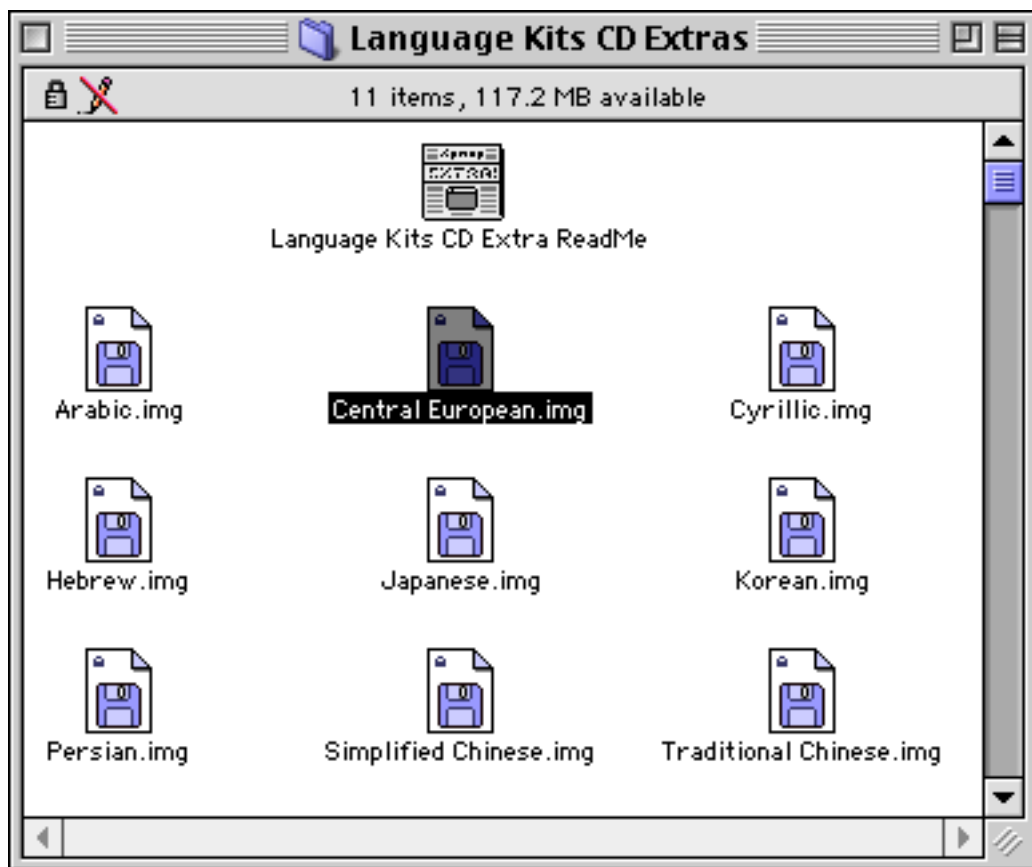 Language Kits CD Extras
11 items, 117.2 MB available
EXTRA!
Language Kits CD Extra ReadMe
Arabic.img
Central European.img
Cyrillic.img
Hebrew.img
Japanese.img
Korean.img
Persian.img
Simplified Chinese.img
Traditional Chinese.img